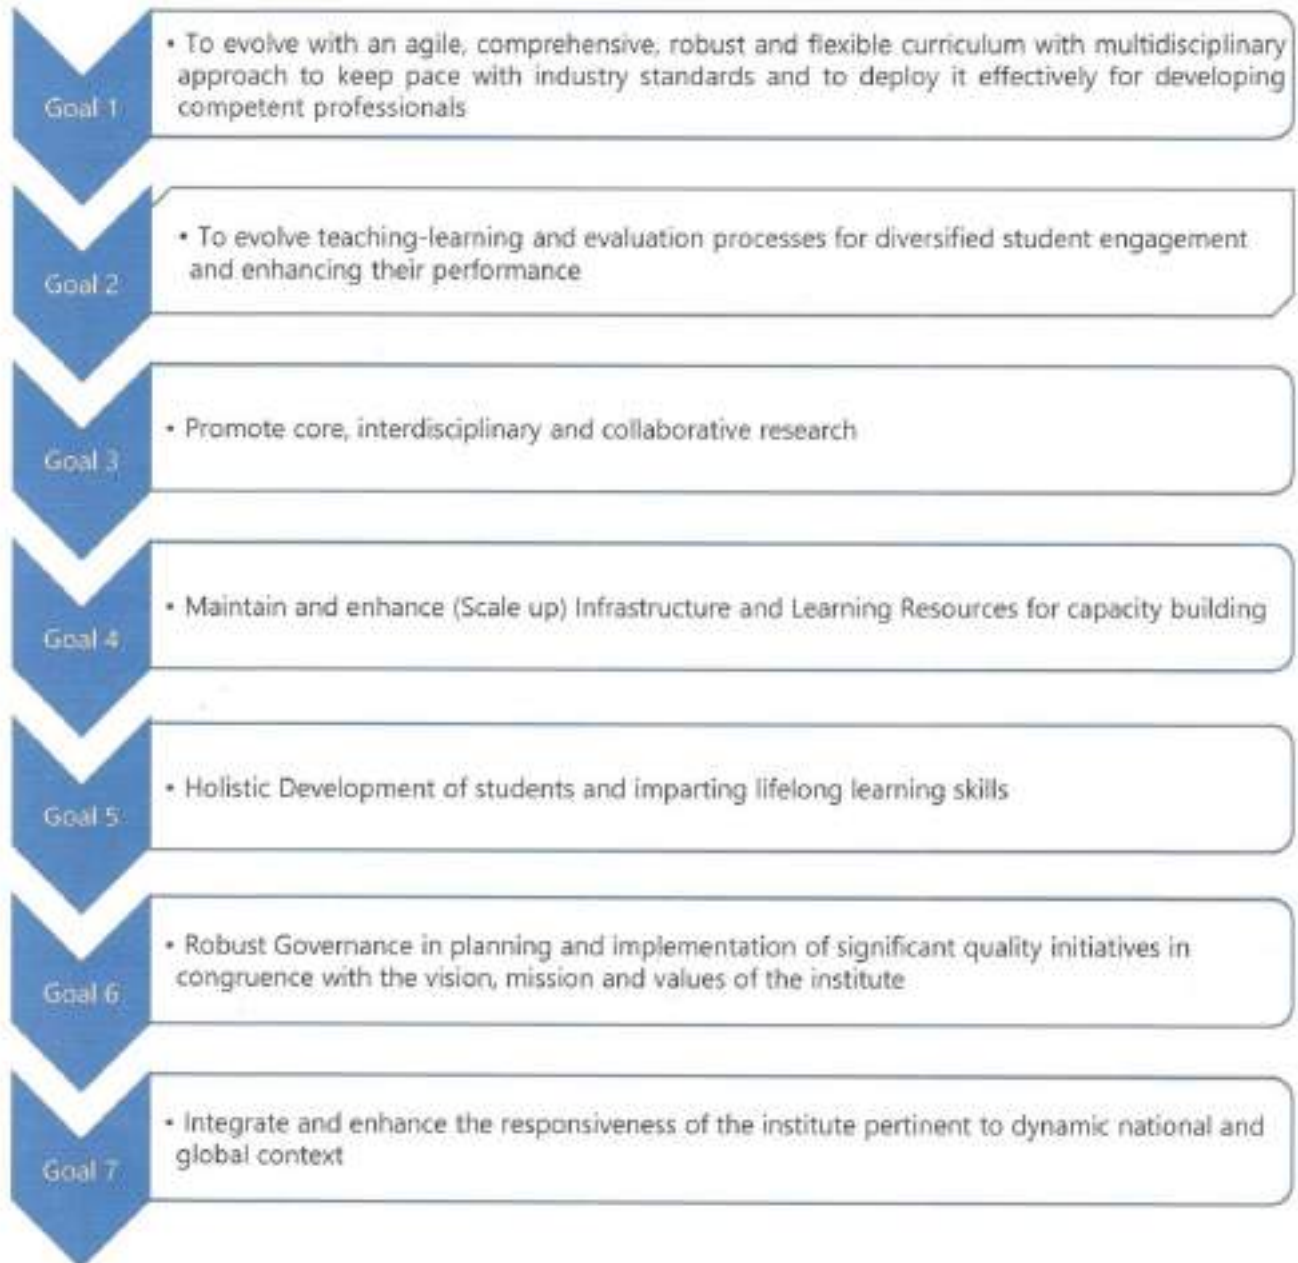 Goal 1
• To evolve with an agile, comprehensive, robust and flexible curriculum with multidisciplinary
approach to keep pace with industry standards and to deploy it effectively for developing
competent professionals
Goal 2
• To evolve teaching-learning and evaluation processes for diversified student engagement
and enhancing their performance
Goal 3
• Promote core, interdisciplinary and collaborative research
Goal 4
• Maintain and enhance (Scale up) Infrastructure and Learning Resources for capacity building
Goal 5
• Holistic Development of students and imparting lifelong learning skills
Goal 6
• Robust Governance in planning and implementation of significant quality initiatives in
congruence with the vision, mission and values of the institute
Goal 7
• Integrate and enhance the responsiveness of the institute pertinent to dynamic national and
global context